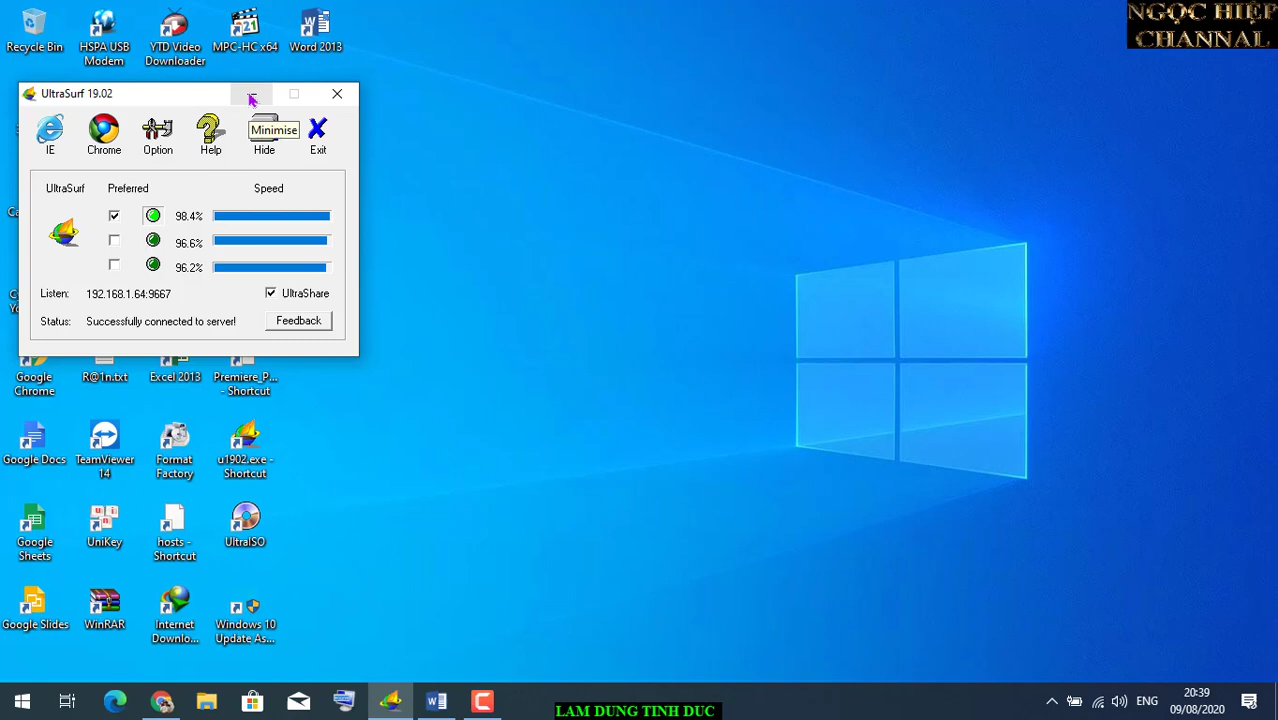 Recycle Bin
HSPA USB Modem
YTD Video Downloader
MPC-HC x64
Word 2013
NGỌC HIỆP
CHANNAL
UltraSurf 19.02
IE
Chrome
Option
Help
Hide
Exit
Minimise
UltraSurf
Preferred
Speed
98.4%
96.6%
96.2%
Listen:
192.168.1.64:9667
UltraShare
Status:
Successfully connected to server!
Feedback
Google Chrome
R@1n.txt
Excel 2013
Premiere_P... - Shortcut
Google Docs
TeamViewer 14
Format Factory
u1902.exe - Shortcut
Google Sheets
UniKey
hosts - Shortcut
UltraISO
Google Slides
WinRAR
Internet Downlo...
Windows 10 Update As...
ENG
20:39
09/08/2020
LAM DUNG TINH DUC